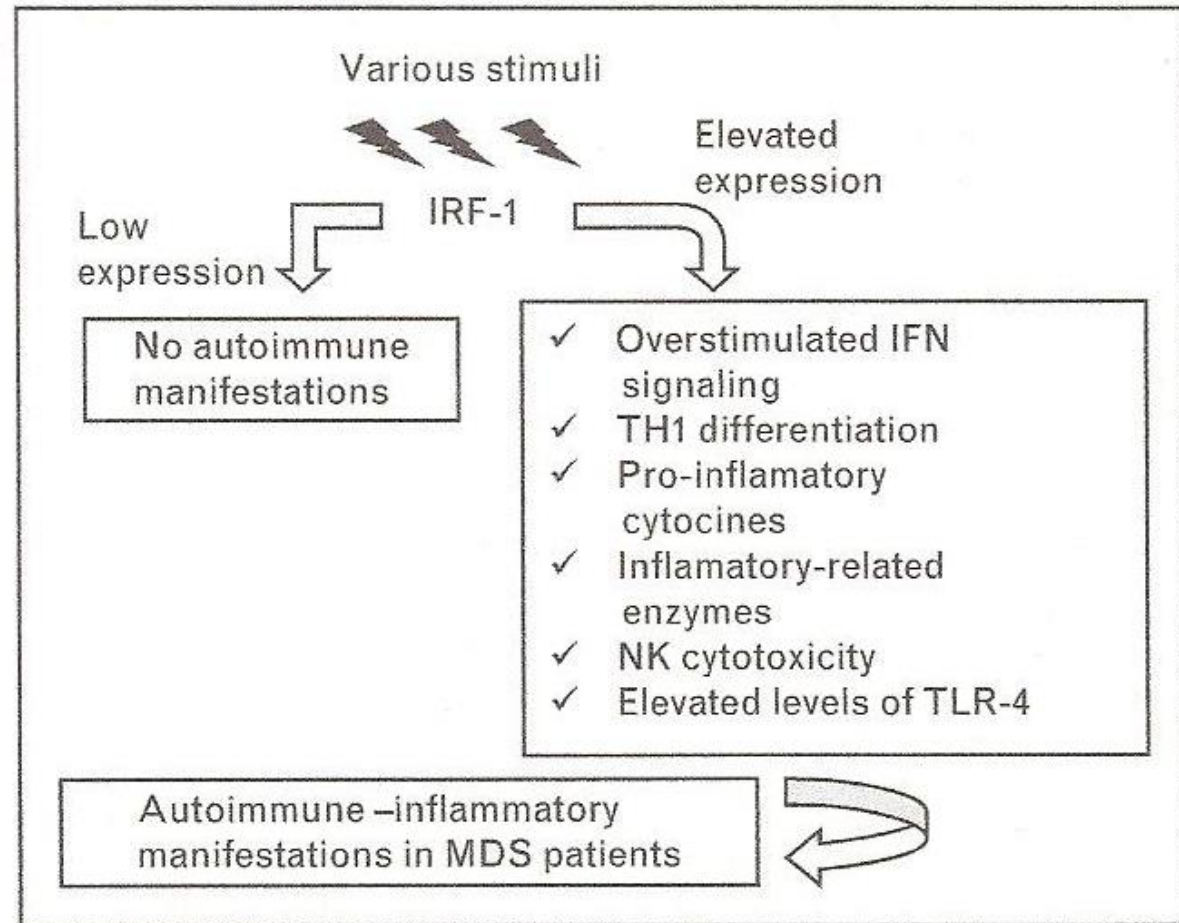 Various stimuli
Elevated
expression
IRF-1
Low
expression
No autoimmune
manifestations
✓ Overstimulated IFN
signaling
✓ TH1 differentiation
✓ Pro-inflamatory
cytocines
✓ Inflamatory-related
enzymes
✓ NK cytotoxicity
✓ Elevated levels of TLR-4
Autoimmune –inflammatory
manifestations in MDS patients